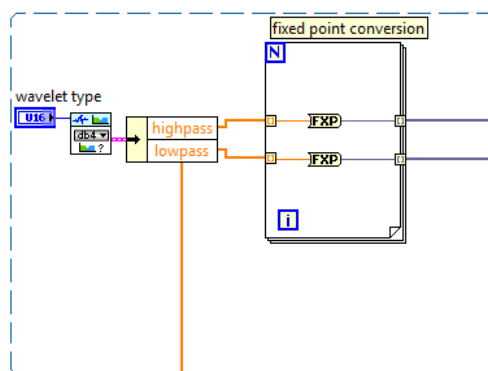 fixed point conversion
N
wavelet type
U16
db4
?
highpass
lowpass
FXP
FXP
i